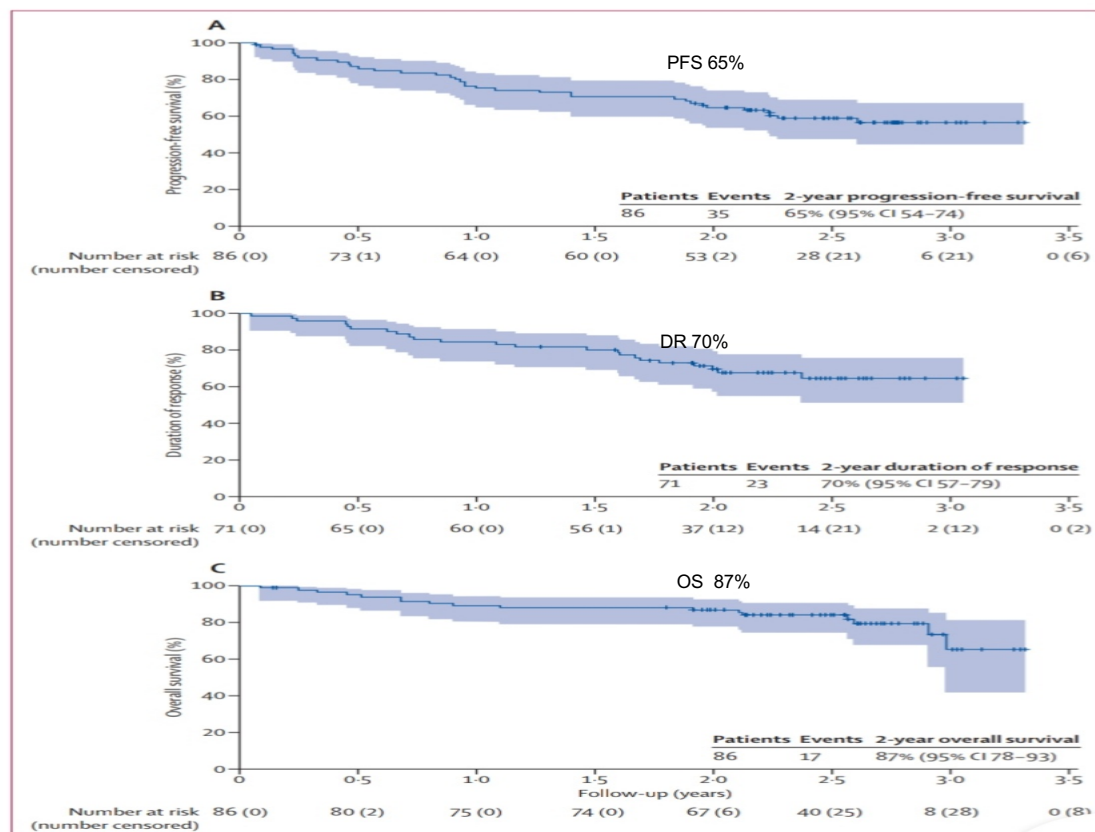 A
PFS 65%
Progression-free survival (%)
100
80
60
40
20
0
Patients Events 2-year progression-free survival
86 35 65% (95% CI 54–74)
0 0·5 1·0 1·5 2·0 2·5 3·0 3·5
Number at risk 86 (0) 73 (1) 64 (0) 60 (0) 53 (2) 28 (21) 6 (21) 0 (6)
(number censored)
B
DR 70%
Duration of response (%)
100
80
60
40
20
0
Patients Events 2-year duration of response
71 23 70% (95% CI 57–79)
0 0·5 1·0 1·5 2·0 2·5 3·0 3·5
Number at risk 71 (0) 65 (0) 60 (0) 56 (1) 37 (12) 14 (21) 2 (12) 0 (2)
(number censored)
C
OS 87%
Overall survival (%)
100
80
60
40
20
0
Patients Events 2-year overall survival
86 17 87% (95% CI 78–93)
0 0·5 1·0 1·5 2·0 2·5 3·0 3·5
Follow-up (years)
Number at risk 86 (0) 80 (2) 75 (0) 74 (0) 67 (6) 40 (25) 8 (28) 0 (8)
(number censored)